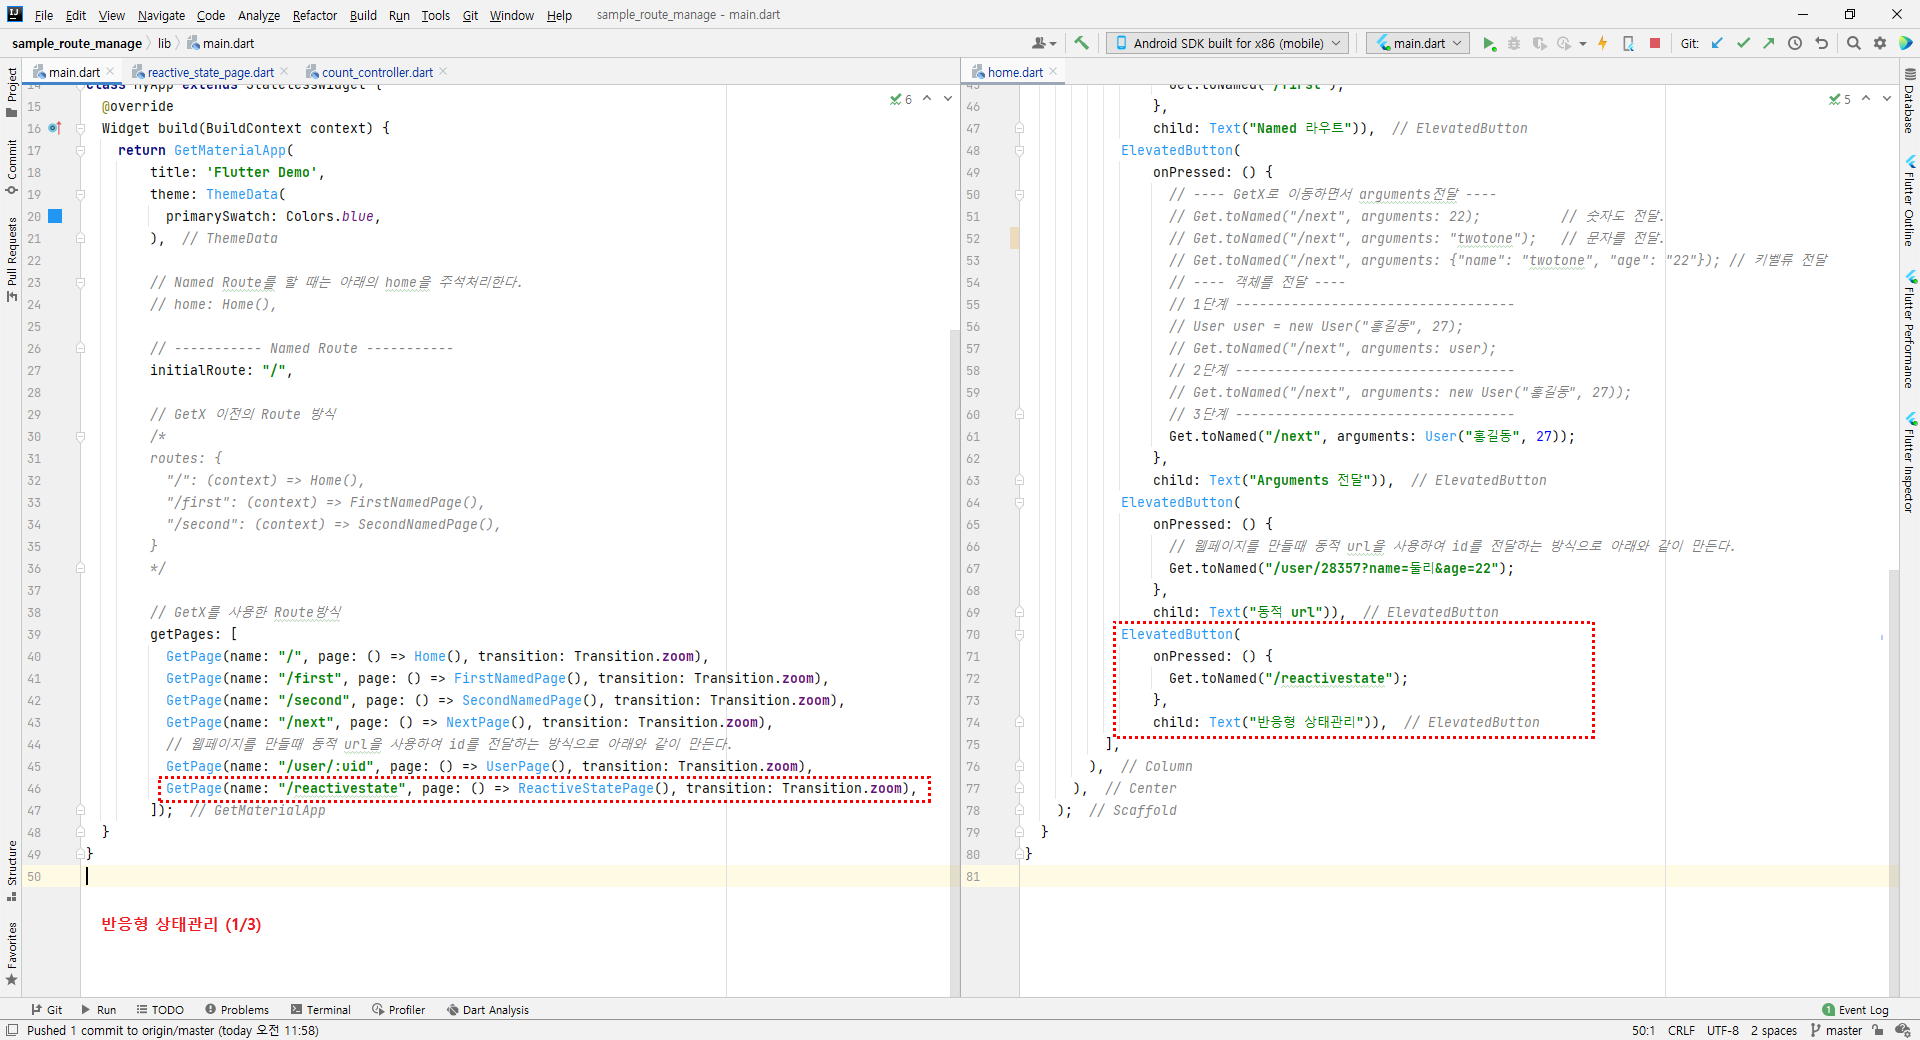 File Edit View Navigate Code Analyze Refactor Build Run Tools Git Window Help sample_route_manage - main.dart
sample_route_manage lib main.dart
Android SDK built for x86 (mobile) main.dart Git:
main.dart reactive_state_page.dart count_controller.dart
6
14 class MyApp extends StatelessWidget {
15 @override
16 Widget build(BuildContext context) {
17 return GetMaterialApp(
18 title: 'Flutter Demo',
19 theme: ThemeData(
20 primarySwatch: Colors.blue,
21 ), // ThemeData
22
23 // Named Route를 할 때는 아래의 home을 주석처리한다.
24 // home: Home(),
25
26 // ----------- Named Route -----------
27 initialRoute: "/",
28
29 // GetX 이전의 Route 방식
30 /*
31 routes: {
32 "/": (context) => Home(),
33 "/first": (context) => FirstNamedPage(),
34 "/second": (context) => SecondNamedPage(),
35 }
36 */
37
38 // GetX를 사용한 Route방식
39 getPages: [
40 GetPage(name: "/", page: () => Home(), transition: Transition.zoom),
41 GetPage(name: "/first", page: () => FirstNamedPage(), transition: Transition.zoom),
42 GetPage(name: "/second", page: () => SecondNamedPage(), transition: Transition.zoom),
43 GetPage(name: "/next", page: () => NextPage(), transition: Transition.zoom),
44 // 웹페이지를 만들때 동적 url을 사용하여 id를 전달하는 방식으로 아래와 같이 만든다.
45 GetPage(name: "/user/:uid", page: () => UserPage(), transition: Transition.zoom),
46 GetPage(name: "/reactivestate", page: () => ReactiveStatePage(), transition: Transition.zoom),
47 ]); // GetMaterialApp
48 }
49 }
50
반응형 상태관리 (1/3)
home.dart
5
45 Get.toNamed("/first");
46 },
47 child: Text("Named 라우트")), // ElevatedButton
48 ElevatedButton(
49 onPressed: () {
50 // ---- GetX로 이동하면서 arguments전달 ----
51 // Get.toNamed("/next", arguments: 22); // 숫자도 전달.
52 // Get.toNamed("/next", arguments: "twotone"); // 문자를 전달.
53 // Get.toNamed("/next", arguments: {"name": "twotone", "age": "22"}); // 키벨류 전달
54 // ---- 객체를 전달 ----
55 // 1단계 -----------------------------------
56 // User user = new User("홍길동", 27);
57 // Get.toNamed("/next", arguments: user);
58 // 2단계 -----------------------------------
59 // Get.toNamed("/next", arguments: new User("홍길동", 27));
60 // 3단계 -----------------------------------
61 Get.toNamed("/next", arguments: User("홍길동", 27));
62 },
63 child: Text("Arguments 전달")), // ElevatedButton
64 ElevatedButton(
65 onPressed: () {
66 // 웹페이지를 만들때 동적 url을 사용하여 id를 전달하는 방식으로 아래와 같이 만든다.
67 Get.toNamed("/user/28357?name=둘리&age=22");
68 },
69 child: Text("동적 url")), // ElevatedButton
70 ElevatedButton(
71 onPressed: () {
72 Get.toNamed("/reactivestate");
73 },
74 child: Text("반응형 상태관리")), // ElevatedButton
75 ],
76 ), // Column
77 ), // Center
78 ); // Scaffold
79 }
80 }
81
Project
Commit
Pull Requests
Structure
Favorites
Database
Flutter Outline
Flutter Performance
Flutter Inspector
Git Run TODO Problems Terminal Profiler Dart Analysis 1 Event Log
Pushed 1 commit to origin/master (today 오전 11:58) 50:1 CRLF UTF-8 2 spaces master